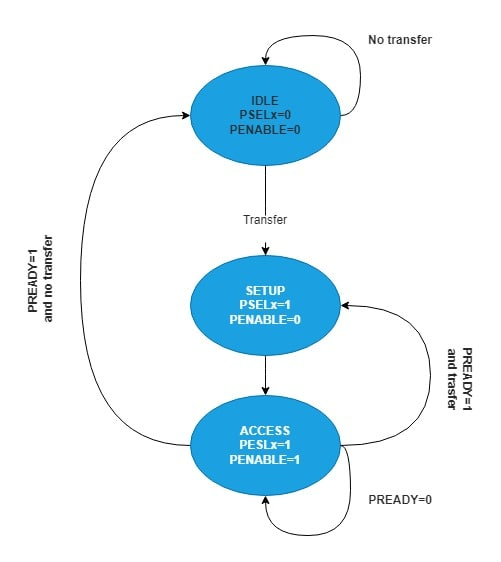 No transfer
IDLE
PSELx=0
PENABLE=0
Transfer
PREADY=1
and no transfer
SETUP
PSELx=1
PENABLE=0
PREADY=1
and trasfer
ACCESS
PESLx=1
PENABLE=1
PREADY=0